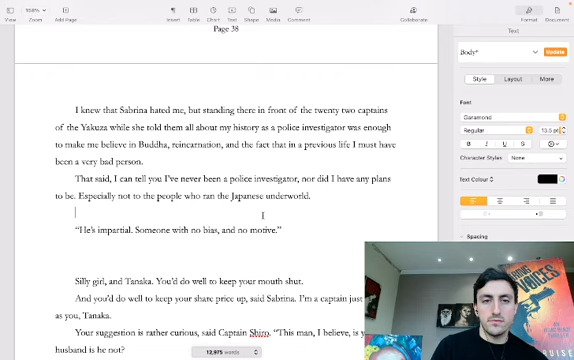 158%
View
Zoom
Add Page
Insert
Table
Chart
Text
Shape
Media
Comment
Collaborate
Format
Document
Page 38
Text
Body*
Update
Style
Layout
More
Font
Garamond
Regular
13.5 pt
B I U S
Character Styles
None
Text Colour
Spacing
I knew that Sabrina hated me, but standing there in front of the twenty two captains
of the Yakuza while she told them all about my history as a police investigator was enough
to make me believe in Buddha, reincarnation, and the fact that in a previous life I must have
been a very bad person.
That said, I can tell you I've never been a police investigator, nor did I have any plans
to be. Especially not to the people who ran the Japanese underworld.
"He's impartial. Someone with no bias, and no motive."
Silly girl, and Tanaka. You'd do well to keep your mouth shut.
And you'd do well to keep your share price up, said Sabrina. I'm a captain just
as you, Tanaka.
Your suggestion is rather curious, said Captain Shiro. "This man, I believe, is y
husband is he not?
12,975 words
VOICES